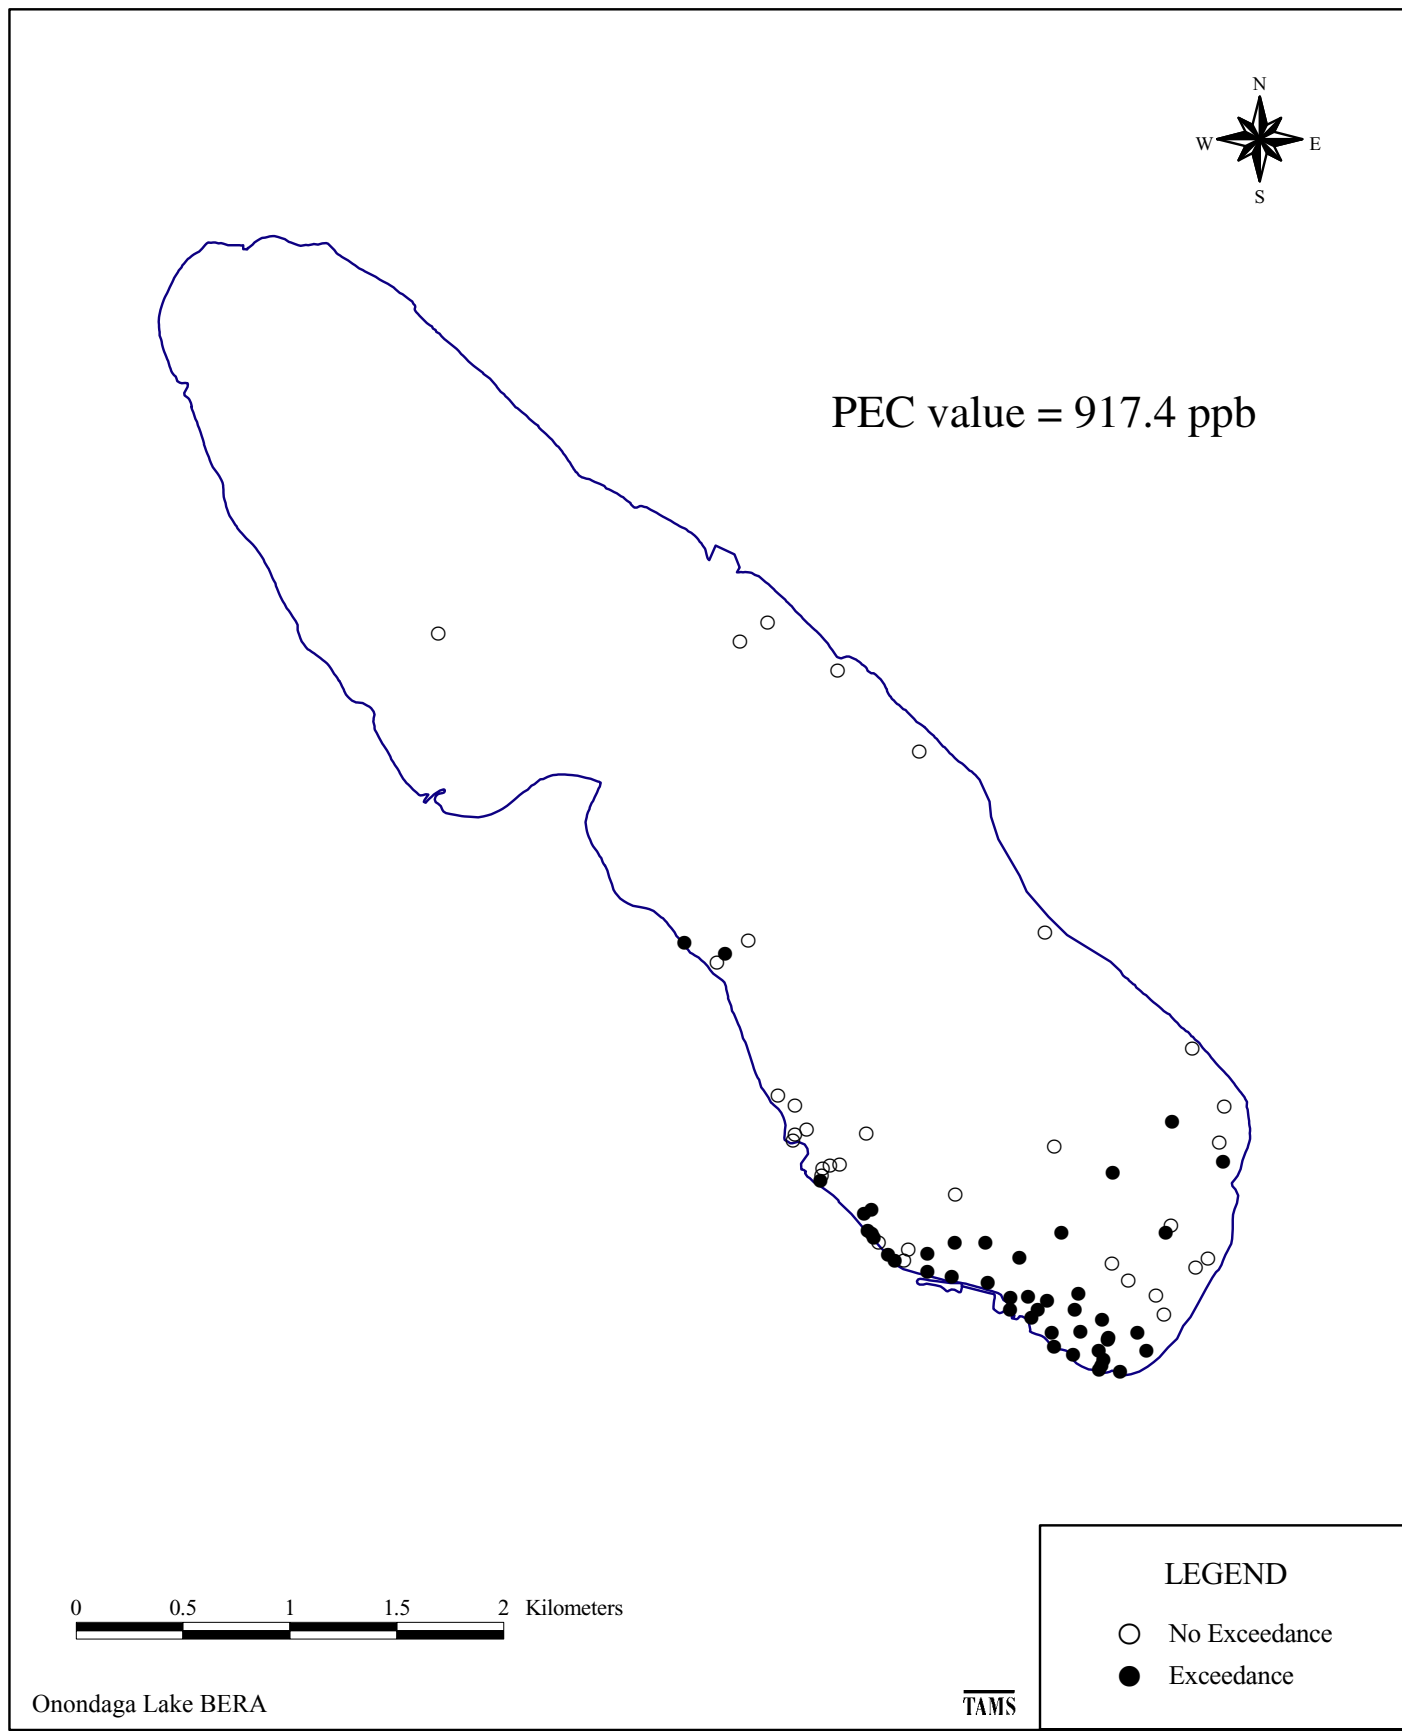 N
W E
S
PEC value = 917.4 ppb
LEGEND
No Exceedance
Exceedance
0 0.5 1 1.5 2 Kilometers
Onondaga Lake BERA
TAMS